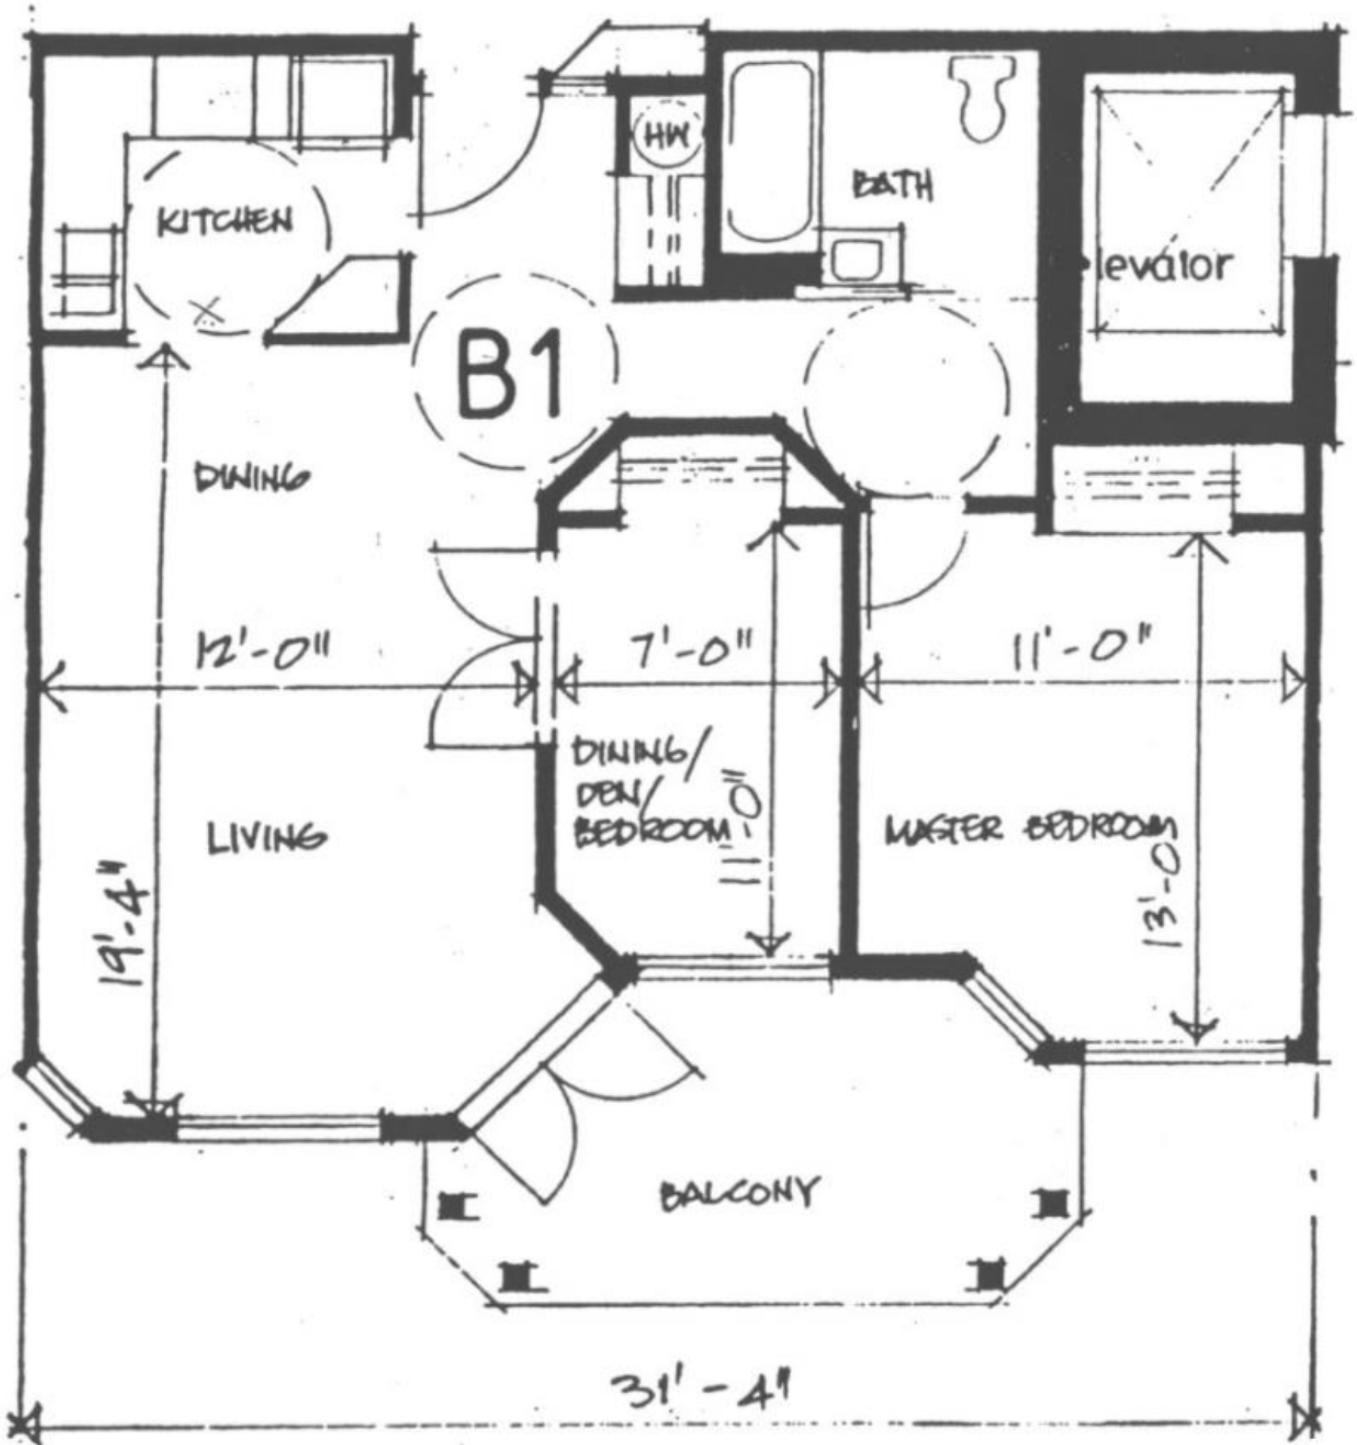 HW
BATH
KITCHEN
elevator
B1
DINING
12'-0"
7'-0"
11'-0"
DINING/
DEN/
BEDROOM
11'-0"
LIVING
MASTER BEDROOM
19'-4"
13'-0
BALCONY
31'-4"